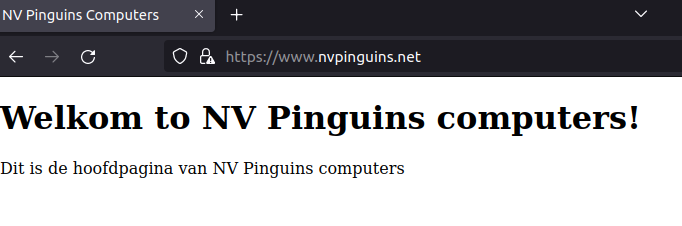 NV Pinguins Computers
https://www.nvpinguins.net
Welkom to NV Pinguins computers!
Dit is de hoofdpagina van NV Pinguins computers